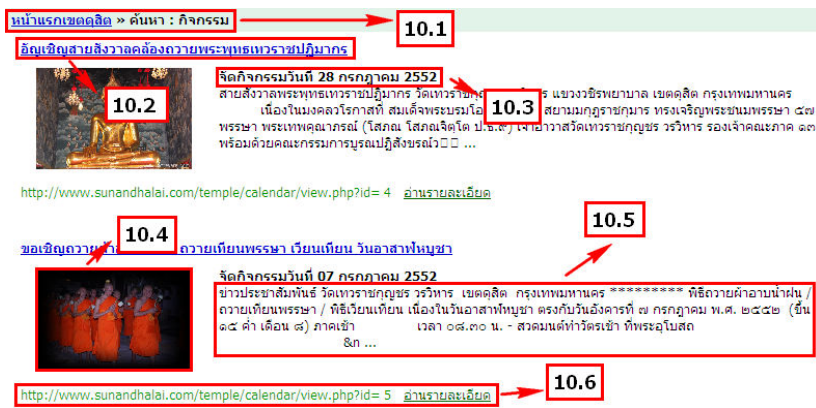 หน้าแรกเขตดุสิต » ค้นหา : กิจกรรม
10.1
อัญเชิญสายสังวาลคล้องถวายพระพุทธเทวราชปฏิมากร
จัดกิจกรรมวันที่ 28 กรกฎาคม 2552
สายสังวาลพระพุทธเทวราชปฏิมากร วัดเทวราชกุญ ร แขวงวชิรพยาบาล เขตดุสิต กรุงเทพมหานคร
10.2
10.3
เนื่องในมงคลวโรกาสที่ สมเด็จพระบรมโอ สยามมกุฎราชกุมาร ทรงเจริญพระชนมพรรษา ๕๗
พรรษา พระเทพคุณาภรณ์ (โสภณ โสภณจิตฺโต ป.ธ.๙) เจ้าอาวาสวัดเทวราชกุญชร วรวิหาร รองเจ้าคณะภาค ๑๓
พร้อมด้วยคณะกรรมการบูรณปฏิสังขรณ์ว□□ ...
http://www.sunandhalai.com/temple/calendar/view.php?id= 4 อ่านรายละเอียด
10.4
10.5
ขอเชิญถวาย ถวายเทียนพรรษา เวียนเทียน วันอาสาฬหบูชา
จัดกิจกรรมวันที่ 07 กรกฎาคม 2552
ข่าวประชาสัมพันธ์ วัดเทวราชกุญชร วรวิหาร เขตดุสิต กรุงเทพมหานคร ********* พิธีถวายผ้าอาบน้ำฝน /
ถวายเทียนพรรษา / พิธีเวียนเทียน เนื่องในวันอาสาฬหบูชา ตรงกับวันอังคารที่ ๗ กรกฎาคม พ.ศ. ๒๕๕๒ (ขึ้น
๑๕ ค่ำ เดือน ๘) ภาคเช้า เวลา ๐๘.๓๐ น. - สวดมนต์ทำวัตรเช้า ที่พระอุโบสถ
&n ...
http://www.sunandhalai.com/temple/calendar/view.php?id= 5 อ่านรายละเอียด
10.6